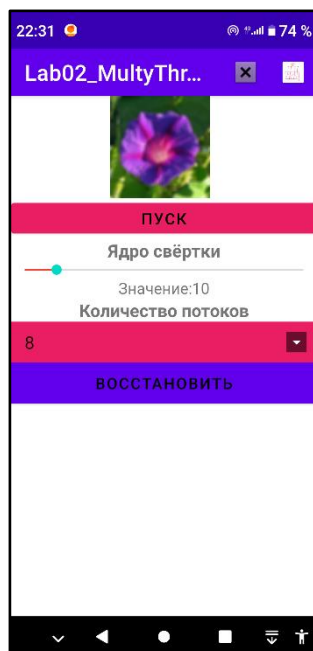 22:31 74 %
Lab02_MultyThr...
ПУСК
Ядро свёртки
Значение:10
Количество потоков
8
ВОССТАНОВИТЬ